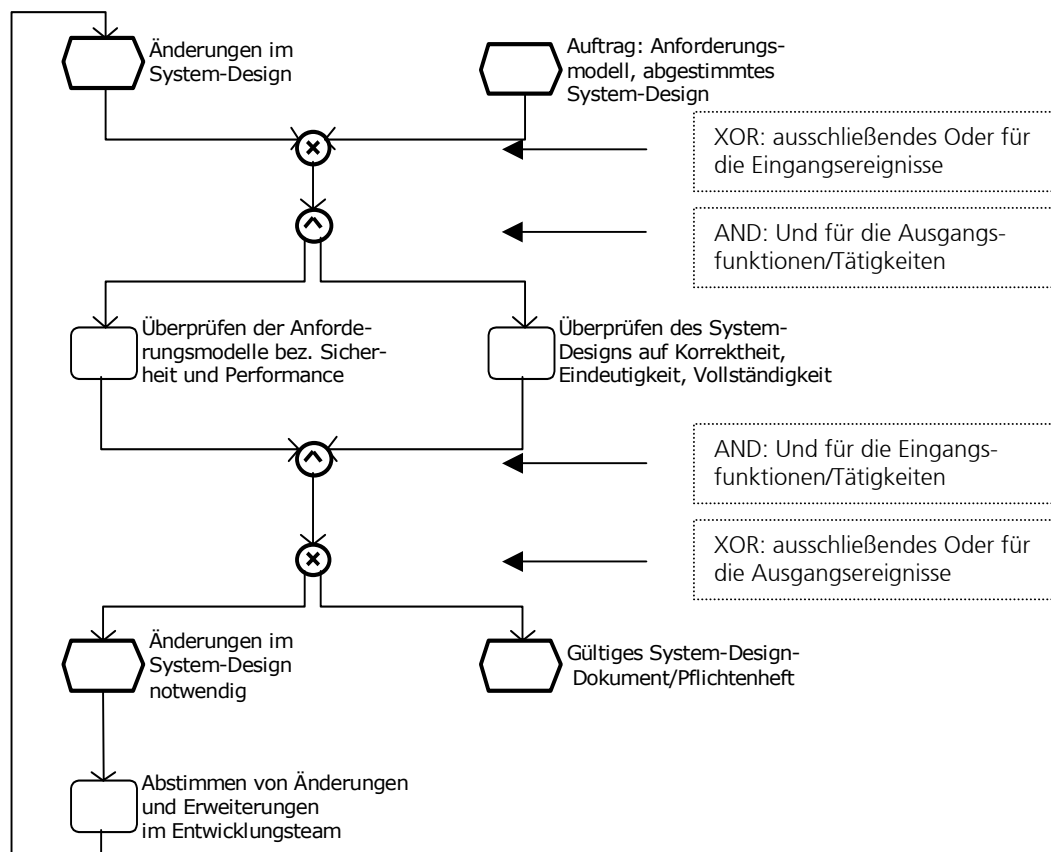 Änderungen im
System-Design
Auftrag: Anforderungs-
modell, abgestimmtes
System-Design
XOR: ausschließendes Oder für
die Eingangsereignisse
AND: Und für die Ausgangs-
funktionen/Tätigkeiten
Überprüfen der Anforde-
rungsmodelle bez. Sicher-
heit und Performance
Überprüfen des System-
Designs auf Korrektheit,
Eindeutigkeit, Vollständigkeit
AND: Und für die Eingangs-
funktionen/Tätigkeiten
XOR: ausschließendes Oder für
die Ausgangsereignisse
Änderungen im
System-Design
notwendig
Gültiges System-Design-
Dokument/Pflichtenheft
Abstimmen von Änderungen
und Erweiterungen
im Entwicklungsteam